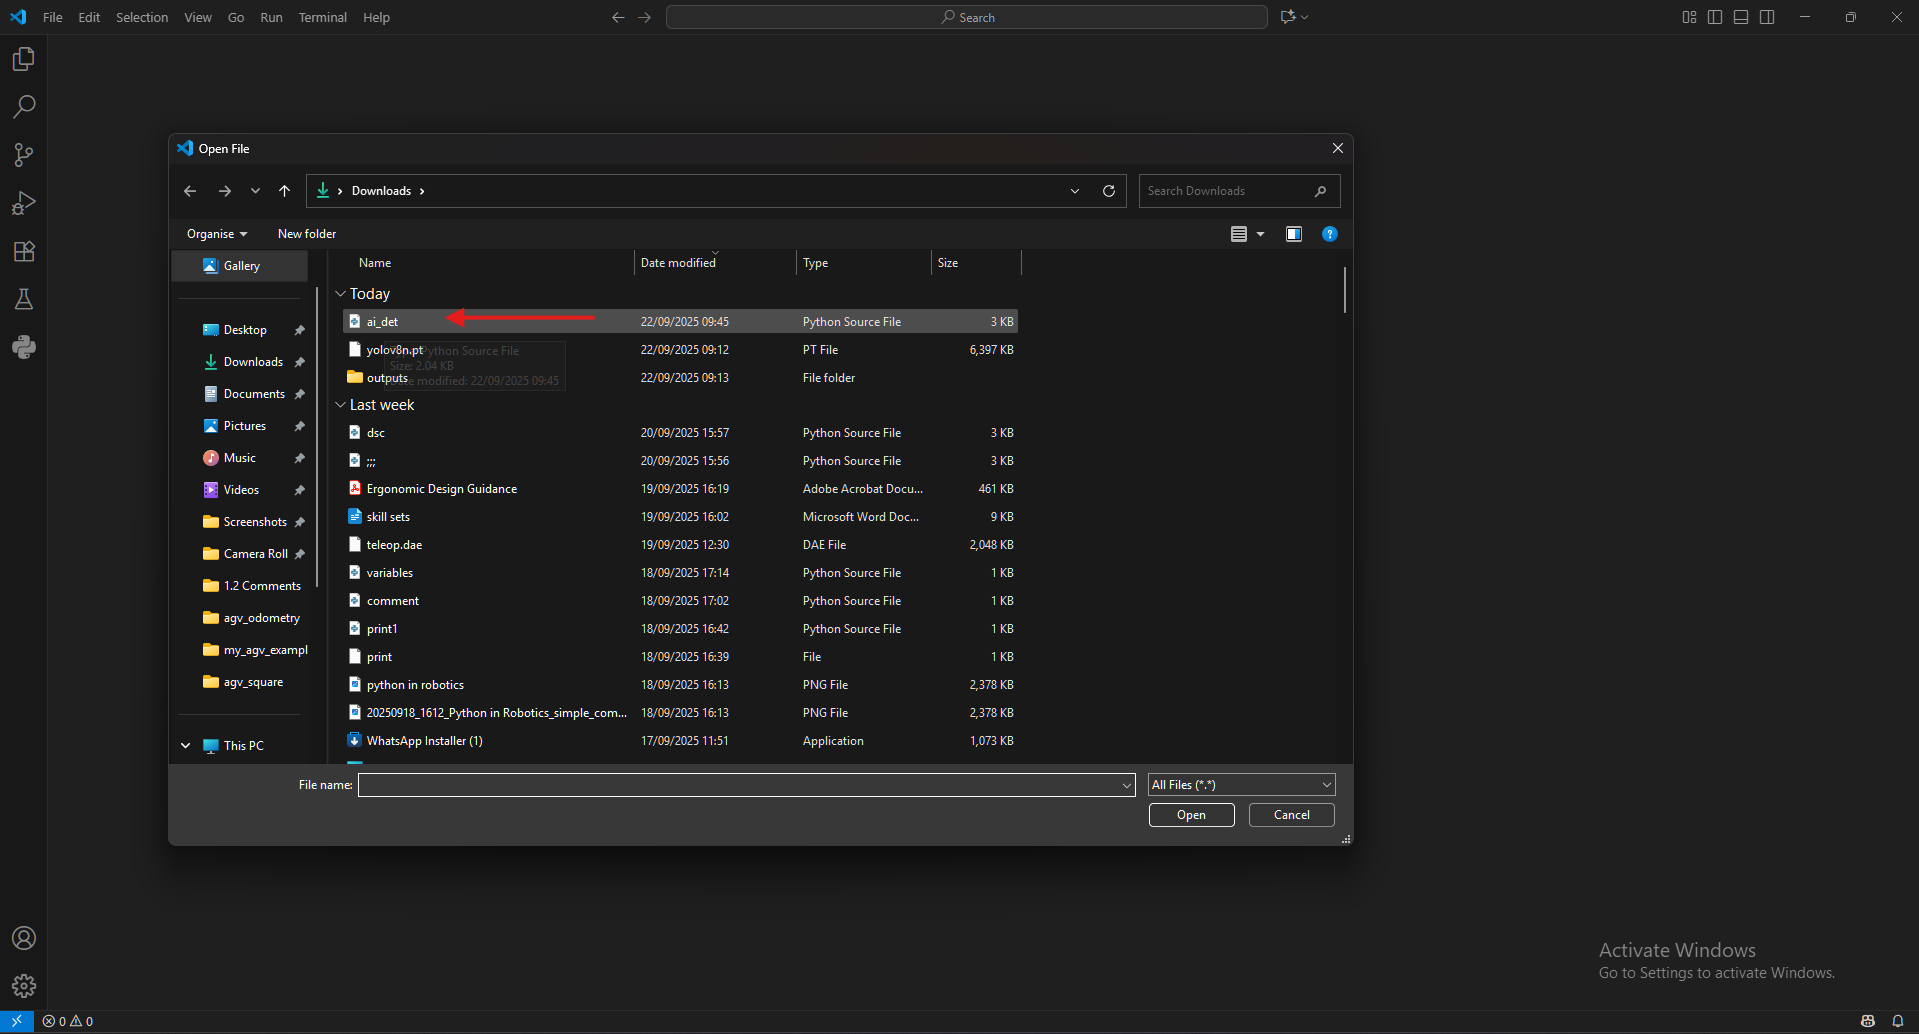 File Edit Selection View Go Run Terminal Help
Search
Open File
Downloads
Search Downloads
Organise New folder
Gallery
Desktop
Downloads
Documents
Pictures
Music
Videos
Screenshots
Camera Roll
1.2 Comments
agv_odometry
my_agv_exampl
agv_square
This PC
Name Date modified Type Size
Today
ai_det 22/09/2025 09:45 Python Source File 3 KB
yolov8n.pt 22/09/2025 09:12 PT File 6,397 KB
outputs 22/09/2025 09:13 File folder
Type: Python Source File
Size: 2.04 KB
Date modified: 22/09/2025 09:45
Last week
dsc 20/09/2025 15:57 Python Source File 3 KB
;;; 20/09/2025 15:56 Python Source File 3 KB
Ergonomic Design Guidance 19/09/2025 16:19 Adobe Acrobat Docu... 461 KB
skill sets 19/09/2025 16:02 Microsoft Word Doc... 9 KB
teleop.dae 19/09/2025 12:30 DAE File 2,048 KB
variables 18/09/2025 17:14 Python Source File 1 KB
comment 18/09/2025 17:02 Python Source File 1 KB
print1 18/09/2025 16:42 Python Source File 1 KB
print 18/09/2025 16:39 File 1 KB
python in robotics 18/09/2025 16:13 PNG File 2,378 KB
20250918_1612_Python in Robotics_simple_com... 18/09/2025 16:13 PNG File 2,378 KB
WhatsApp Installer (1) 17/09/2025 11:51 Application 1,073 KB
File name: All Files (*.*)
Open Cancel
Activate Windows
Go to Settings to activate Windows.
0 0